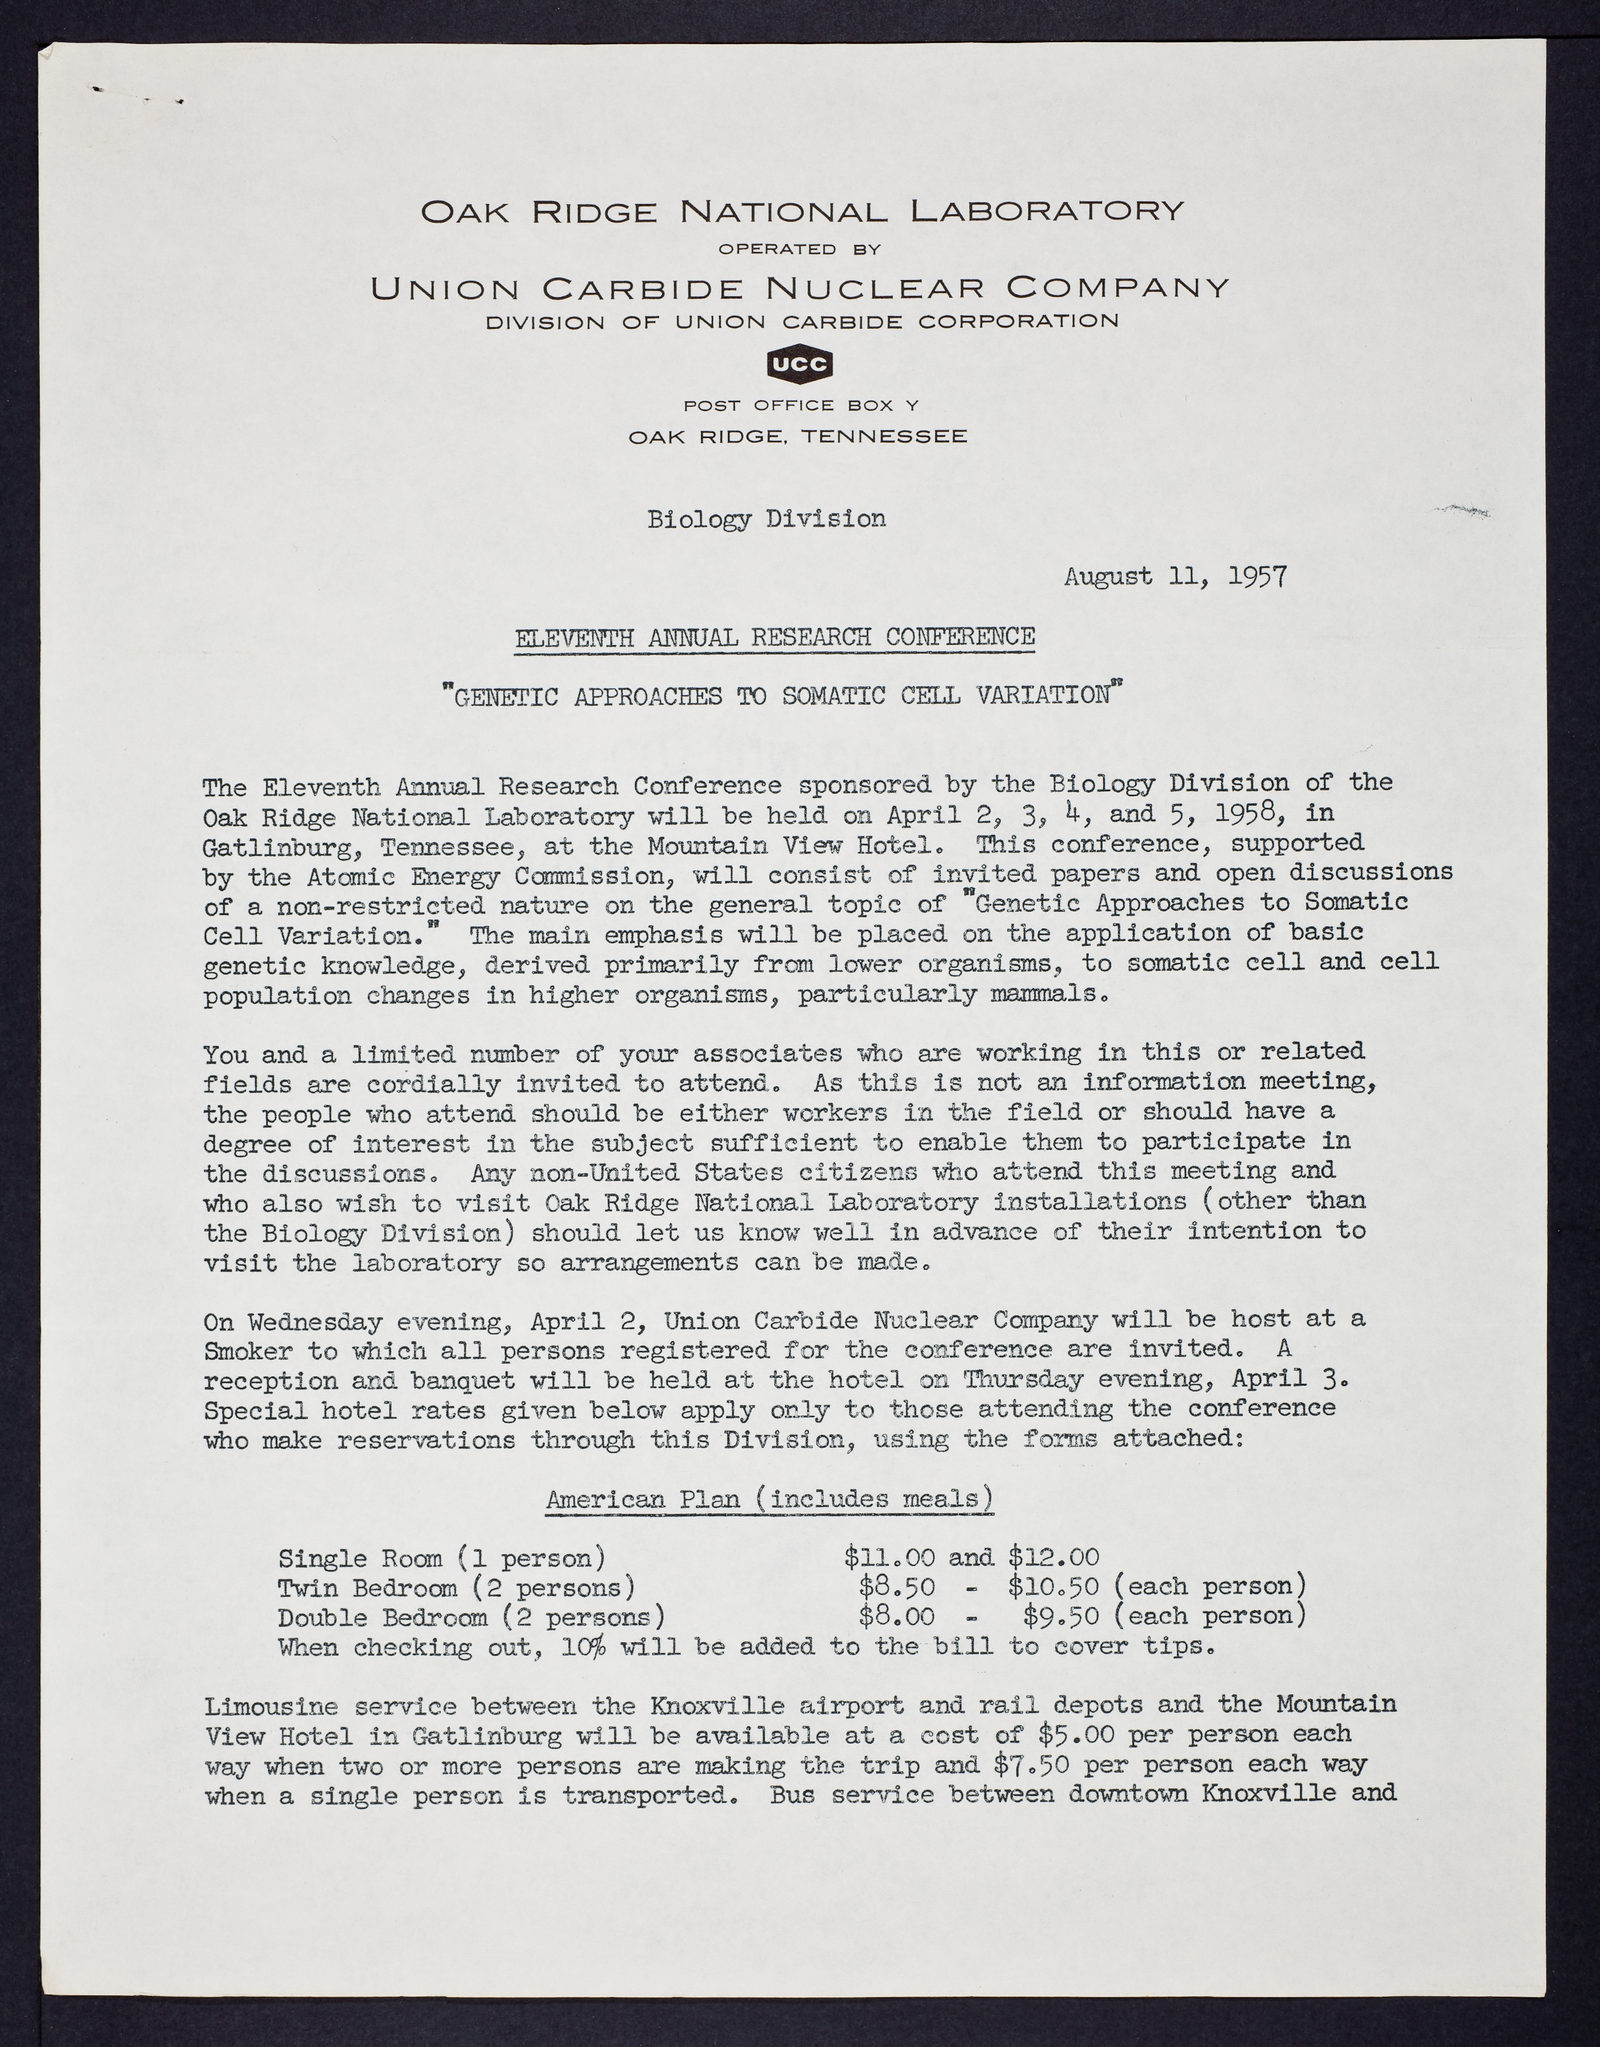 OAK RIDGE NATIONAL LABORATORY
OPERATED BY
UNION CARBIDE NUCLEAR COMPANY
DIVISION OF UNION CARBIDE CORPORATION
UCC
POST OFFICE BOX Y
OAK RIDGE, TENNESSEE
Biology Division
August 11, 1957
ELEVENTH ANNUAL RESEARCH CONFERENCE
"GENETIC APPROACHES TO SOMATIC CELL VARIATION"
The Eleventh Annual Research Conference sponsored by the Biology Division of the
Oak Ridge National Laboratory will be held on April 2, 3, 4, and 5, 1958, in
Gatlinburg, Tennessee, at the Mountain View Hotel. This conference, supported
by the Atomic Energy Commission, will consist of invited papers and open discussions
of a non-restricted nature on the general topic of "Genetic Approaches to Somatic
Cell Variation." The main emphasis will be placed on the application of basic
genetic knowledge, derived primarily from lower organisms, to somatic cell and cell
population changes in higher organisms, particularly mammals.
You and a limited number of your associates who are working in this or related
fields are cordially invited to attend. As this is not an information meeting,
the people who attend should be either workers in the field or should have a
degree of interest in the subject sufficient to enable them to participate in
the discussions. Any non-United States citizens who attend this meeting and
who also wish to visit Oak Ridge National Laboratory installations (other than
the Biology Division) should let us know well in advance of their intention to
visit the laboratory so arrangements can be made.
On Wednesday evening, April 2, Union Carbide Nuclear Company will be host at a
Smoker to which all persons registered for the conference are invited. A
reception and banquet will be held at the hotel on Thursday evening, April 3.
Special hotel rates given below apply only to those attending the conference
who make reservations through this Division, using the forms attached:
American Plan (includes meals)
Single Room (1 person) $11.00 and $12.00
Twin Bedroom (2 persons) $8.50 - $10.50 (each person)
Double Bedroom (2 persons) $8.00 - $9.50 (each person)
When checking out, 10% will be added to the bill to cover tips.
Limousine service between the Knoxville airport and rail depots and the Mountain
View Hotel in Gatlinburg will be available at a cost of $5.00 per person each
way when two or more persons are making the trip and $7.50 per person each way
when a single person is transported. Bus service between downtown Knoxville and